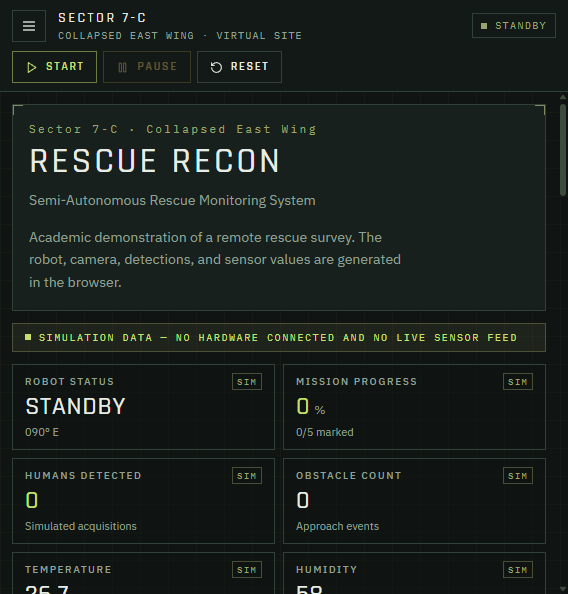 SECTOR 7-C
COLLAPSED EAST WING · VIRTUAL SITE
STANDBY
START
PAUSE
RESET
Sector 7-C · Collapsed East Wing
RESCUE RECON
Semi-Autonomous Rescue Monitoring System
Academic demonstration of a remote rescue survey. The
robot, camera, detections, and sensor values are generated
in the browser.
SIMULATION DATA — NO HARDWARE CONNECTED AND NO LIVE SENSOR FEED
ROBOT STATUS SIM
STANDBY
090° E
MISSION PROGRESS SIM
0 %
0/5 marked
HUMANS DETECTED SIM
0
Simulated acquisitions
OBSTACLE COUNT SIM
0
Approach events
TEMPERATURE SIM
HUMIDITY SIM